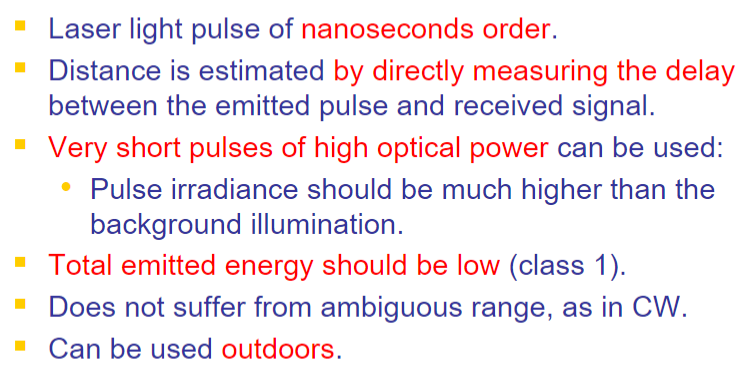 Laser light pulse of nanoseconds order.
Distance is estimated by directly measuring the delay
between the emitted pulse and received signal.
Very short pulses of high optical power can be used:
Pulse irradiance should be much higher than the
background illumination.
Total emitted energy should be low (class 1).
Does not suffer from ambiguous range, as in CW.
Can be used outdoors.